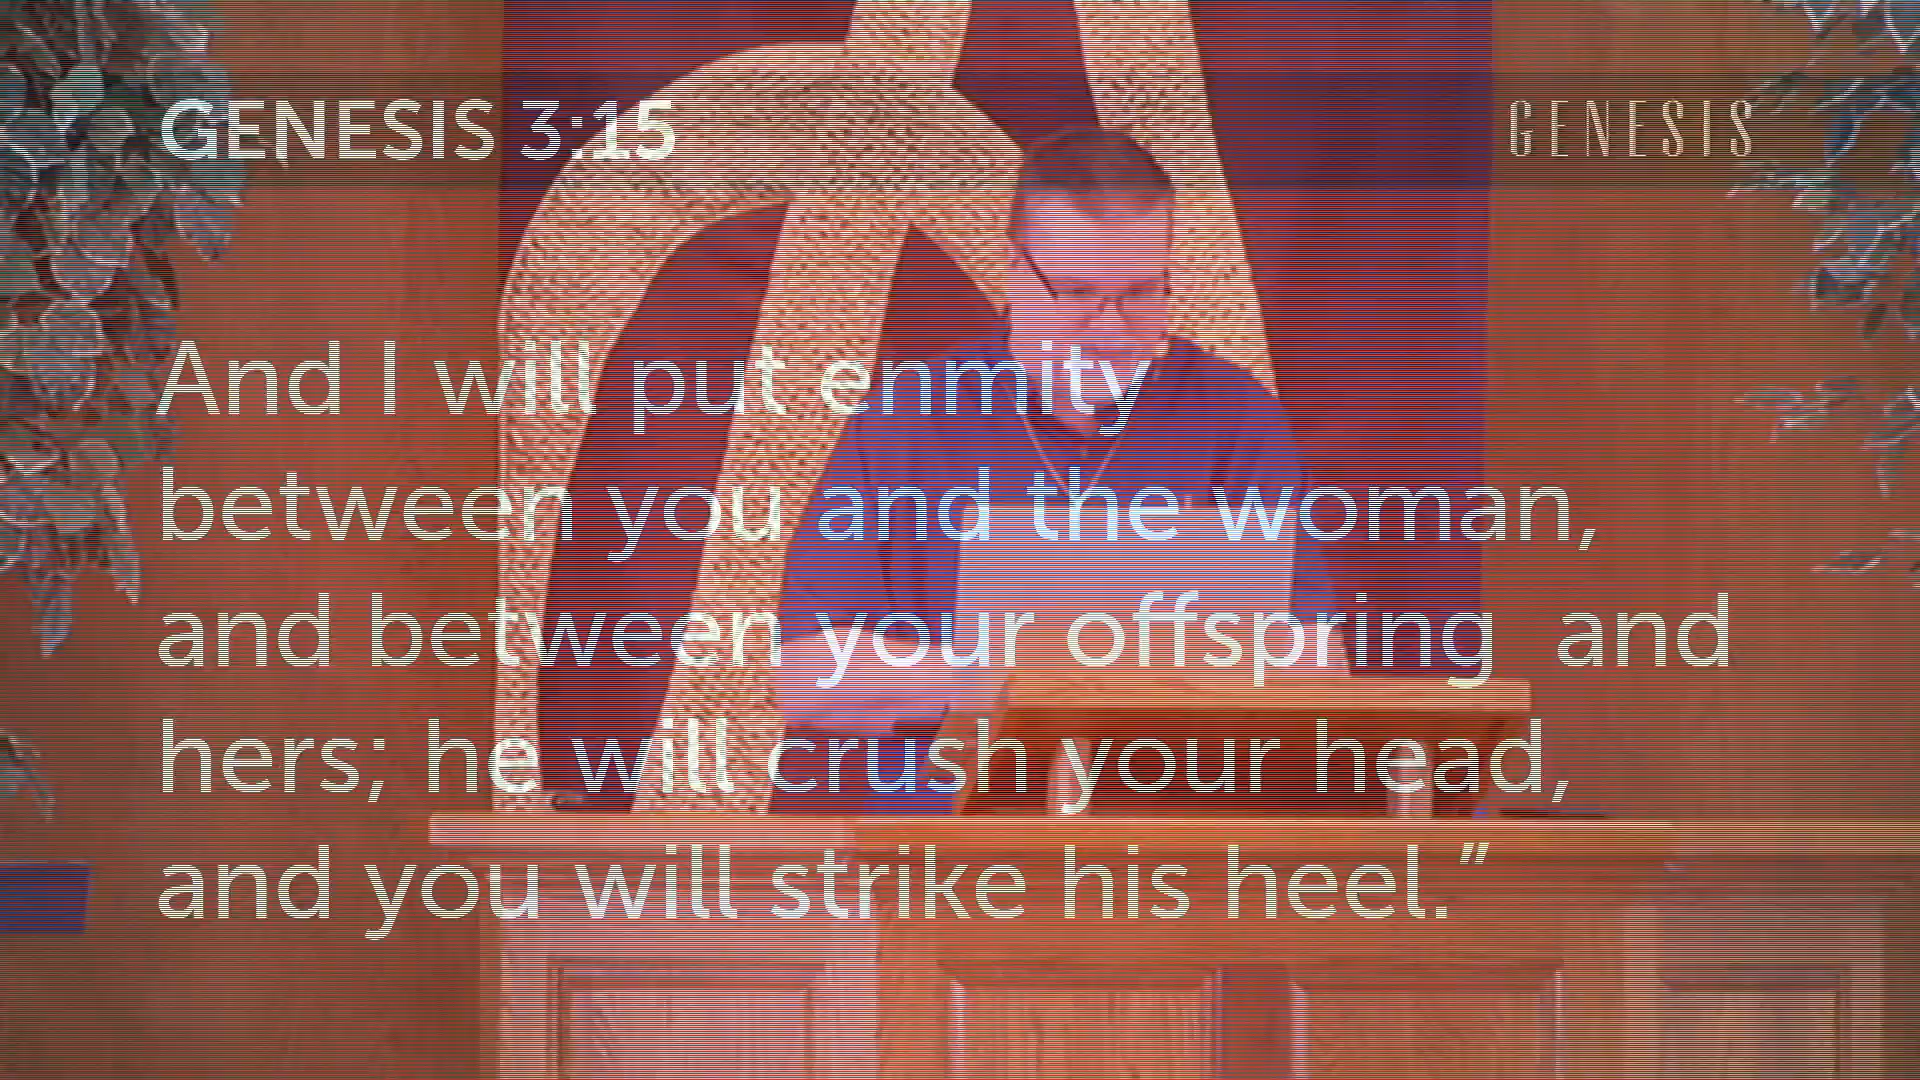 GENESIS 3:15
GENESIS
And I will put enmity
between you and the woman,
and between your offspring and
hers; he will crush your head,
and you will strike his heel.”